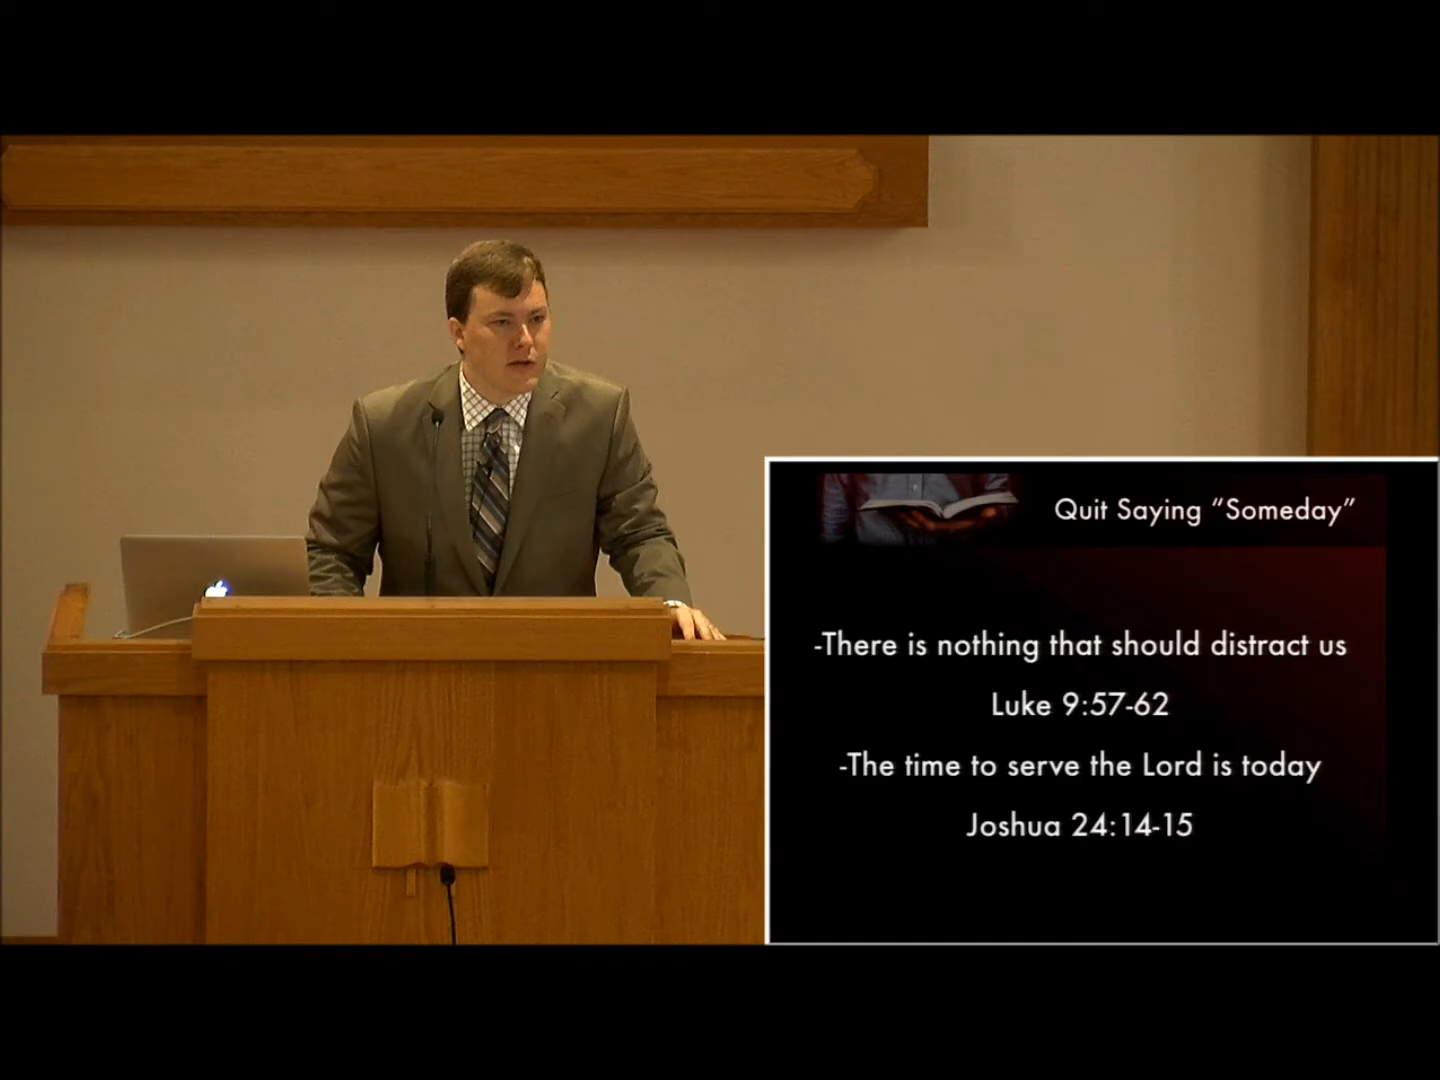 Quit Saying “Someday”
-There is nothing that should distract us
Luke 9:57-62
-The time to serve the Lord is today
Joshua 24:14-15